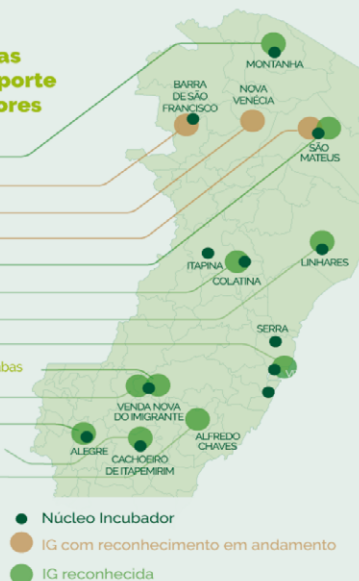 as
porte
ores
MONTANHA
BARRA
DE SÃO
FRANCISCO
NOVA
VENÉCIA
SÃO
MATEUS
ITAPINA
COLATINA
LINHARES
SERRA
abas
VENDA NOVA
DO IMIGRANTE
ALFREDO
CHAVES
ALEGRE
CACHOEIRO
DE ITAPEMIRIM
Núcleo Incubador
IG com reconhecimento em andamento
IG reconhecida